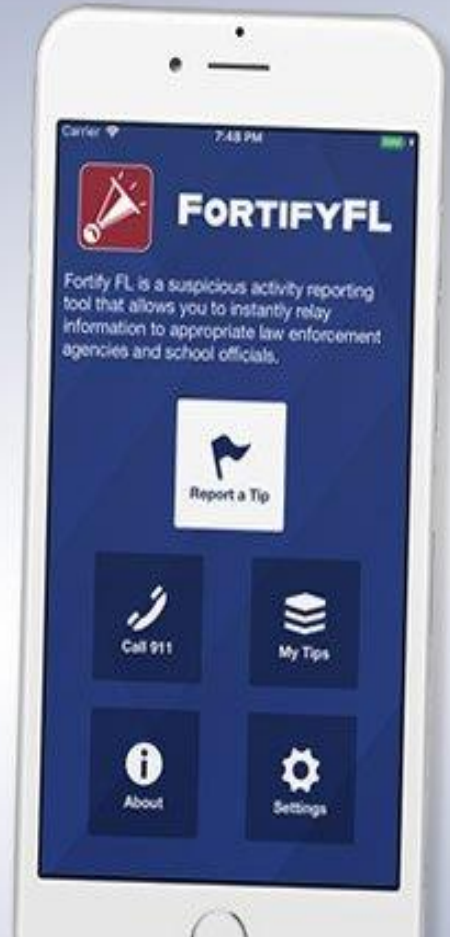 Carrier 7:48 PM
FORTIFYFL
Fortify FL is a suspicious activity reporting
tool that allows you to instantly relay
information to appropriate law enforcement
agencies and school officials.
Report a Tip
Call 911
My Tips
About
Settings